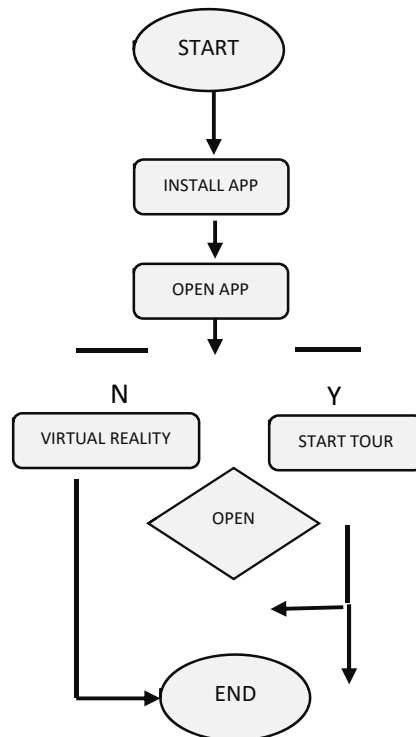 START
INSTALL APP
OPEN APP
N
Y
VIRTUAL REALITY
START TOUR
OPEN
END